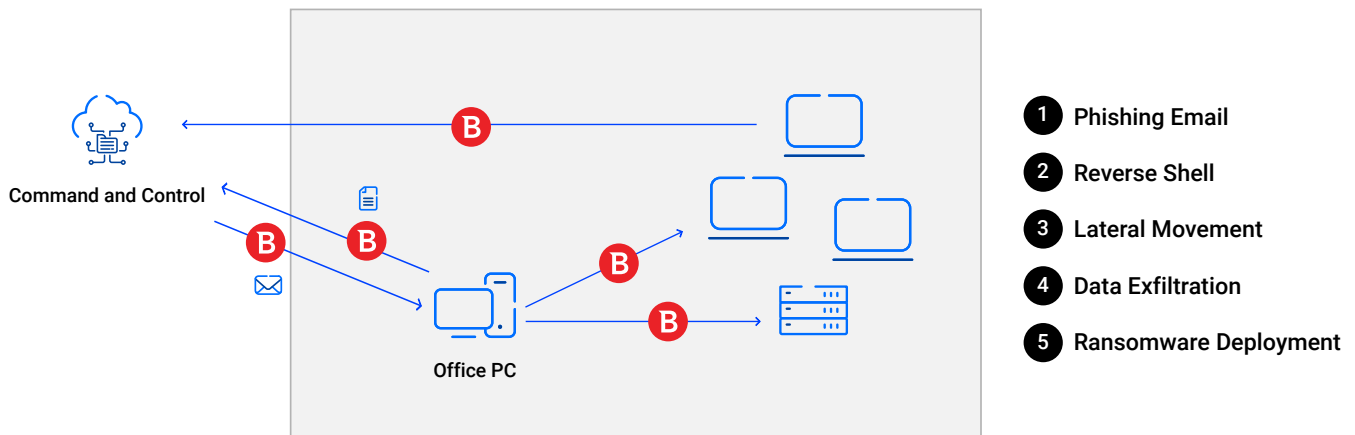 B
Command and Control
B
B
B
B
Office PC
1 Phishing Email
2 Reverse Shell
3 Lateral Movement
4 Data Exfiltration
5 Ransomware Deployment